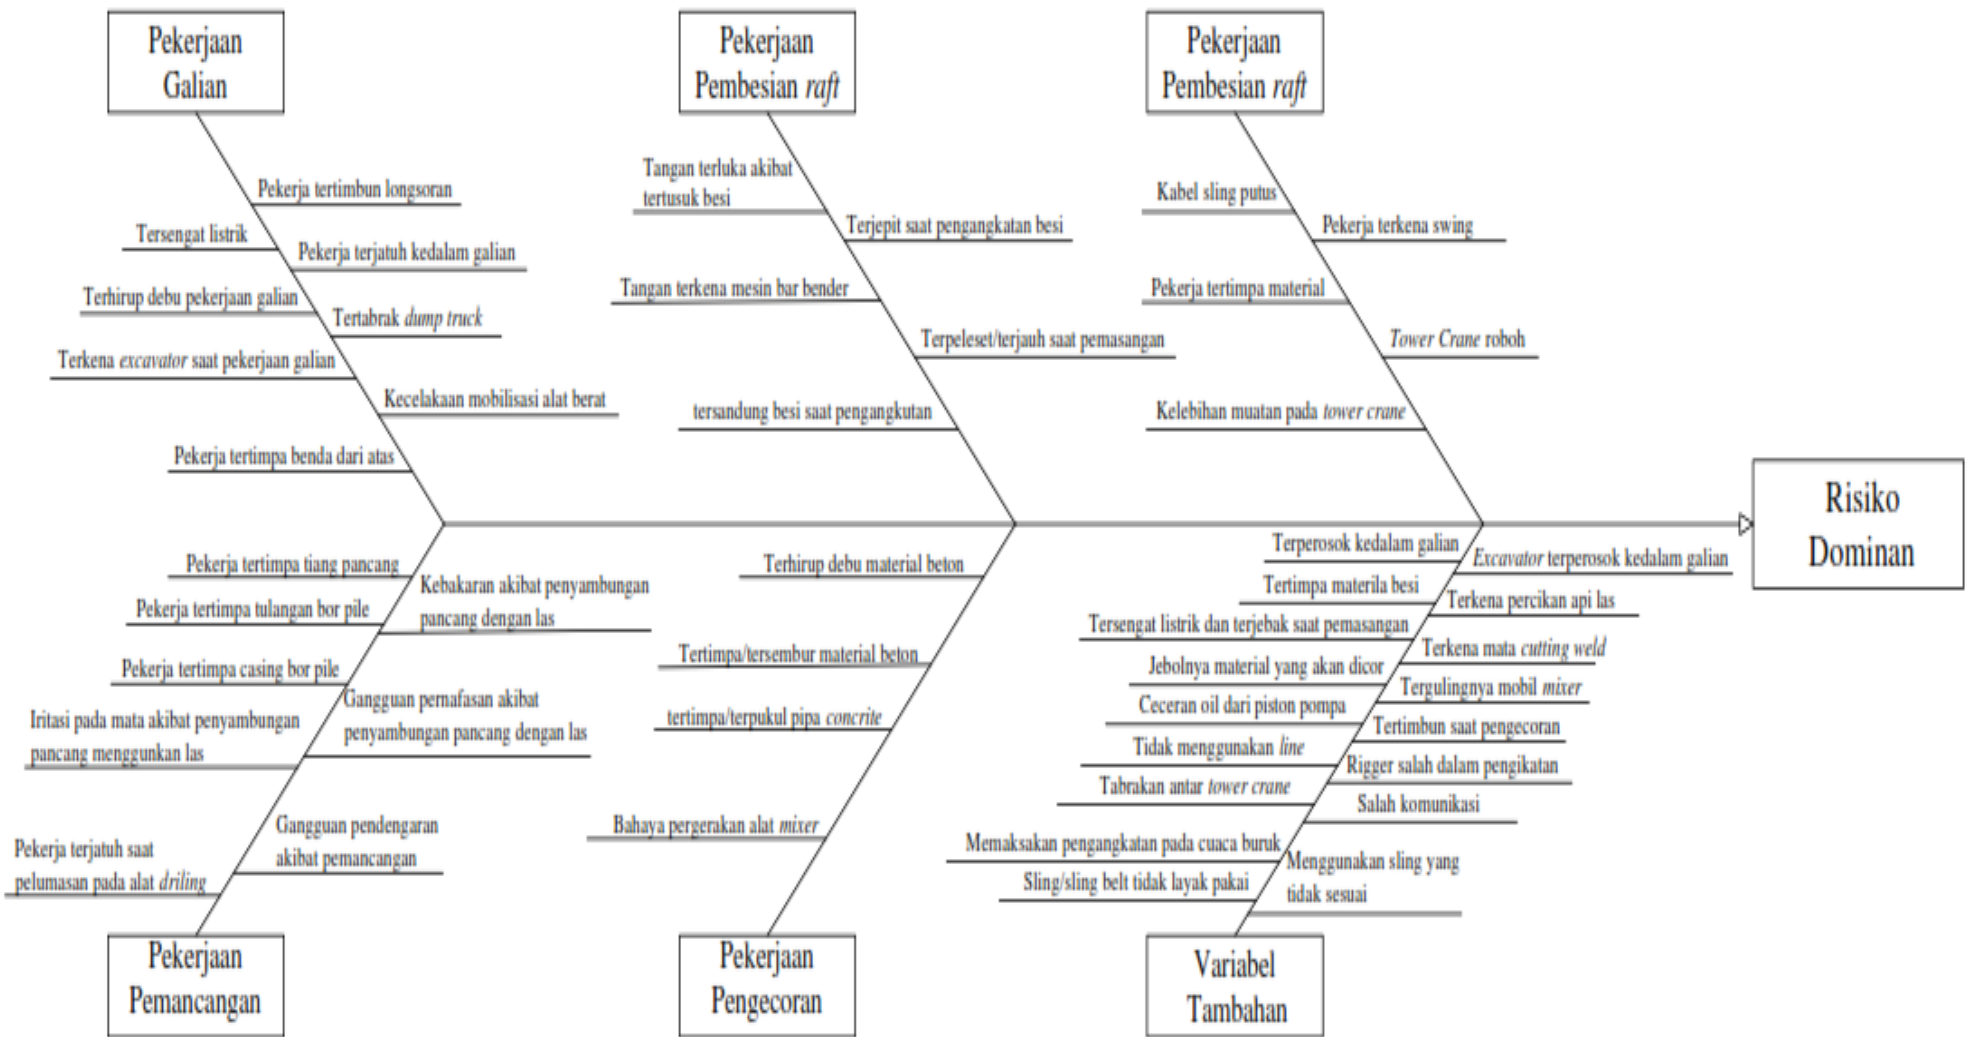 Pekerjaan
Galian
Pekerjaan
Pembesian raft
Pekerjaan
Pembesian raft
Pekerja tertimbun longsoran
Tersengat listrik
Pekerja terjatuh kedalam galian
Terhirup debu pekerjaan galian
Tertabrak dump truck
Terkena excavator saat pekerjaan galian
Kecelakaan mobilisasi alat berat
Pekerja tertimpa benda dari atas
Tangan terluka akibat
tertusuk besi
Terjepit saat pengangkatan besi
Tangan terkena mesin bar bender
Terpeleset/terjauh saat pemasangan
tersandung besi saat pengangkutan
Kabel sling putus
Pekerja terkena swing
Pekerja tertimpa material
Tower Crane roboh
Kelebihan muatan pada tower crane
Risiko
Dominan
Pekerja tertimpa tiang pancang
Kebakaran akibat penyambungan
pancang dengan las
Pekerja tertimpa tulangan bor pile
Pekerja tertimpa casing bor pile
Gangguan pernafasan akibat
penyambungan pancang dengan las
Iritasi pada mata akibat penyambungan
pancang menggunkan las
Gangguan pendengaran
akibat pemancangan
Pekerja terjatuh saat
pelumasan pada alat driling
Terhirup debu material beton
Tertimpa/tersembur material beton
tertimpa/terpukul pipa concrite
Bahaya pergerakan alat mixer
Terperosok kedalam galian
Excavator terperosok kedalam galian
Tertimpa materila besi
Terkena percikan api las
Tersengat listrik dan terjebak saat pemasangan
Terkena mata cutting weld
Jebolnya material yang akan dicor
Tergulingnya mobil mixer
Ceceran oil dari piston pompa
Tertimbun saat pengecoran
Tidak menggunakan line
Rigger salah dalam pengikatan
Tabrakan antar tower crane
Salah komunikasi
Memaksakan pengangkatan pada cuaca buruk
Menggunakan sling yang
tidak sesuai
Sling/sling belt tidak layak pakai
Pekerjaan
Pemancangan
Pekerjaan
Pengecoran
Variabel
Tambahan